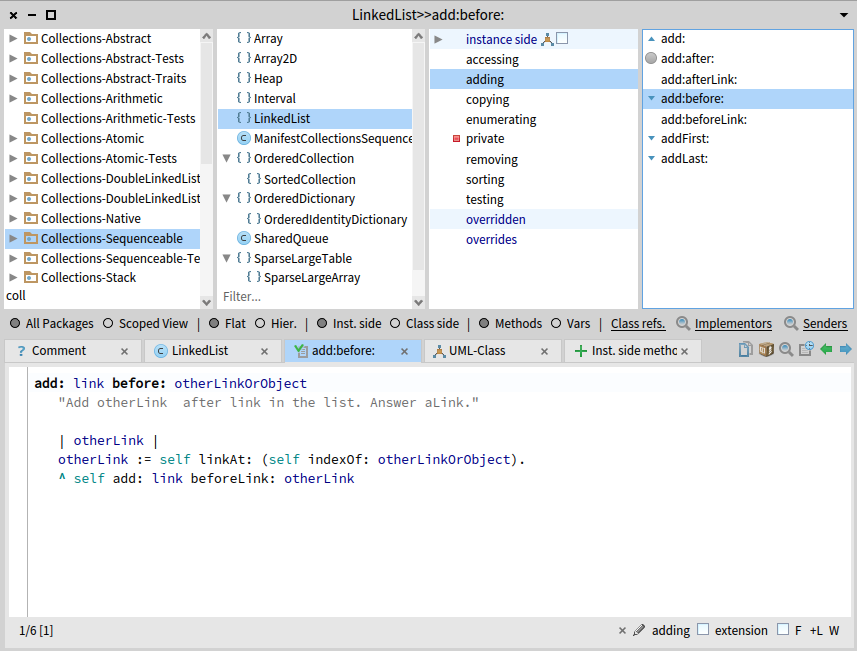 LinkedList>>add:before:
Collections-Abstract
Collections-Abstract-Tests
Collections-Abstract-Traits
Collections-Arithmetic
Collections-Arithmetic-Tests
Collections-Atomic
Collections-Atomic-Tests
Collections-DoubleLinkedList
Collections-DoubleLinkedList
Collections-Native
Collections-Sequenceable
Collections-Sequenceable-Te
Collections-Stack
coll
{ } Array
{ } Array2D
{ } Heap
{ } Interval
{ } LinkedList
C ManifestCollectionsSequence
{ } OrderedCollection
{ } SortedCollection
{ } OrderedDictionary
{ } OrderedIdentityDictionary
C SharedQueue
{ } SparseLargeTable
{ } SparseLargeArray
Filter...
instance side
accessing
adding
copying
enumerating
private
removing
sorting
testing
overridden
overrides
add:
add:after:
add:afterLink:
add:before:
add:beforeLink:
addFirst:
addLast:
All Packages Scoped View | Flat Hier. | Inst. side Class side | Methods Vars | Class refs. Implementors Senders
? Comment × C LinkedList × add:before: × UML-Class × Inst. side methc ×
add: link before: otherLinkOrObject
"Add otherLink  after link in the list. Answer aLink."
| otherLink |
otherLink := self linkAt: (self indexOf: otherLinkOrObject).
^ self add: link beforeLink: otherLink
1/6 [1] × adding extension F +L W